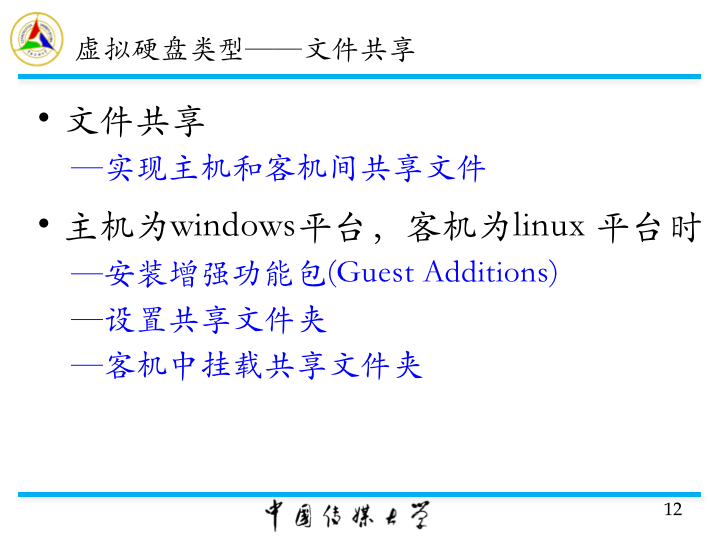 虚拟硬盘类型——文件共享
• 文件共享
—实现主机和客机间共享文件
• 主机为windows平台，客机为linux 平台时
—安装增强功能包(Guest Additions)
—设置共享文件夹
—客机中挂载共享文件夹
中国传媒大学
12